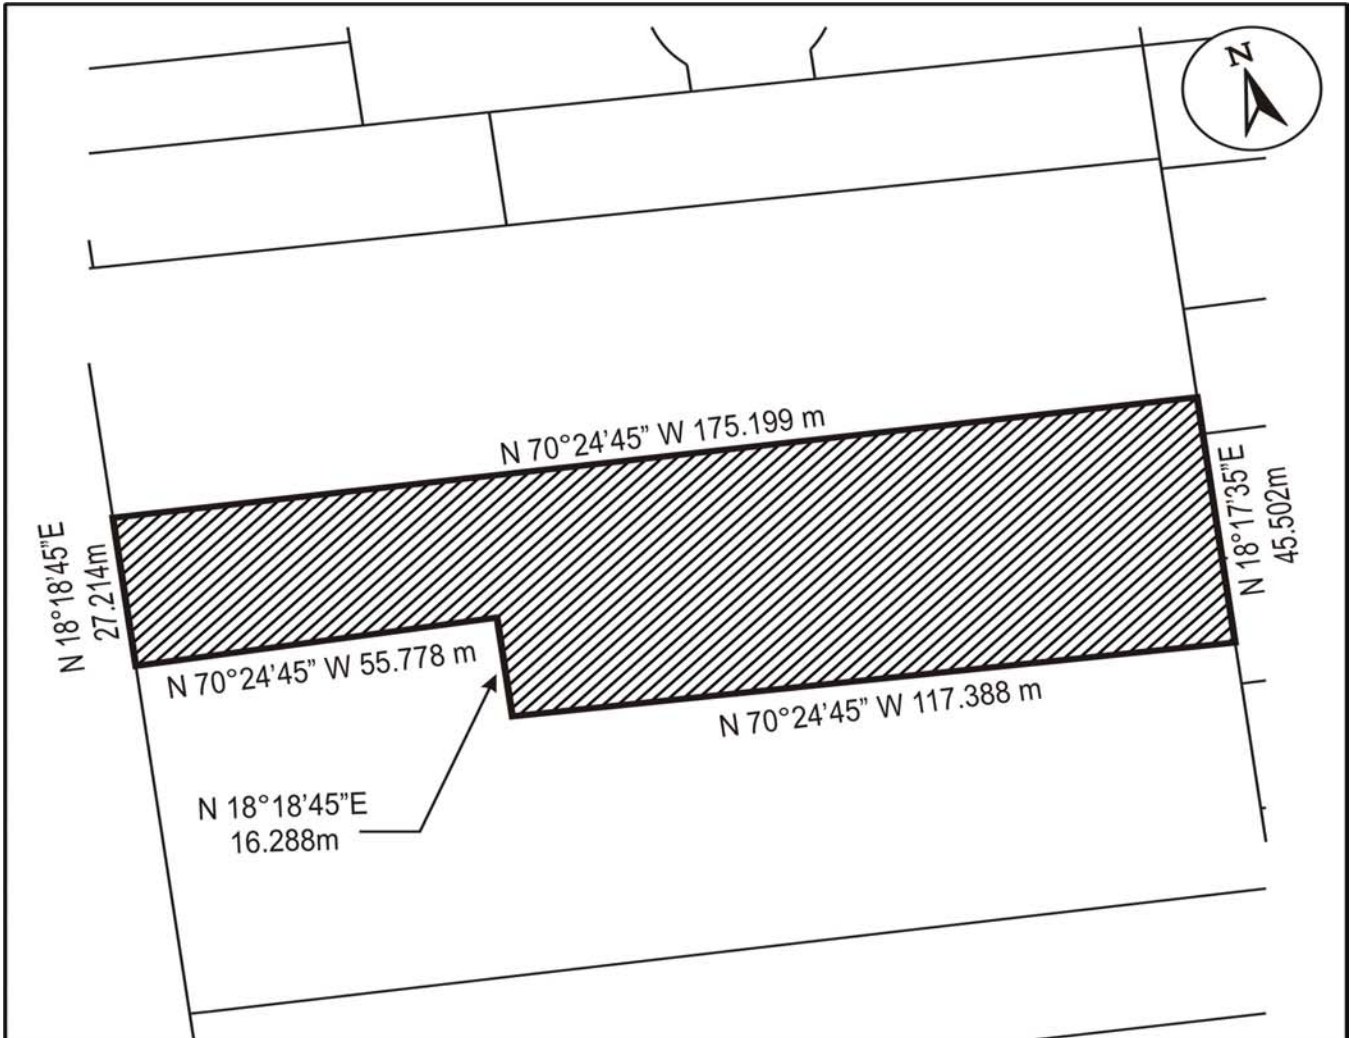 N
N 70°24'45" W 175.199 m
N 18°18'45"E
27.214m
N 18°17'35"E
45.502m
N 70°24'45" W 55.778 m
N 70°24'45" W 117.388 m
N 18°18'45"E
16.288m